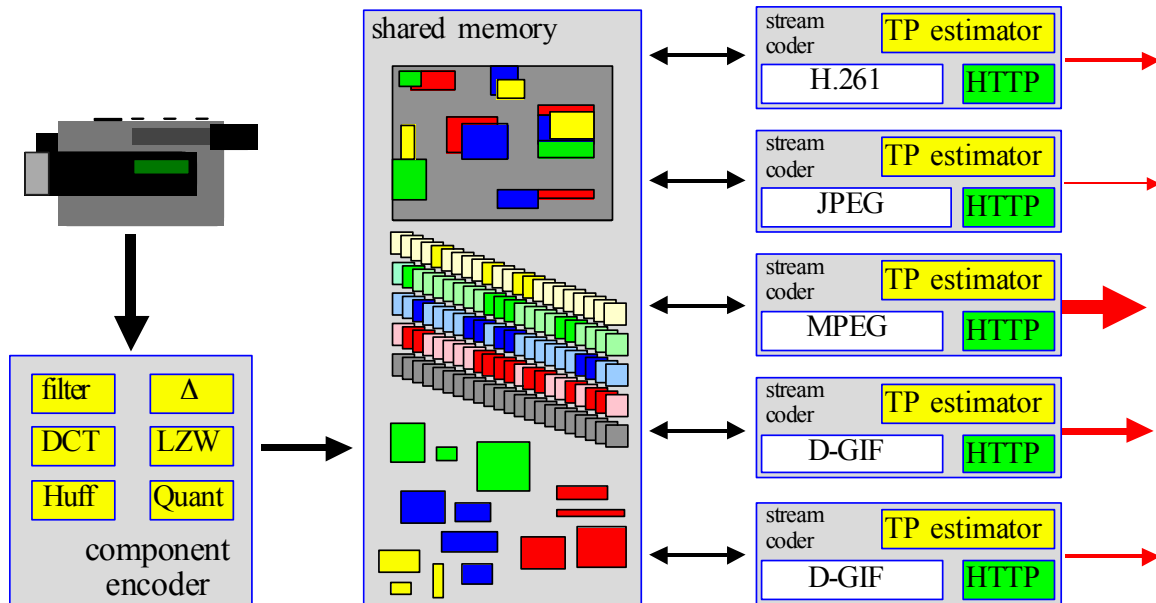 shared memory
stream
coder
TP estimator
H.261
HTTP
stream
coder
TP estimator
JPEG
HTTP
stream
coder
TP estimator
MPEG
HTTP
stream
coder
TP estimator
D-GIF
HTTP
stream
coder
TP estimator
D-GIF
HTTP
filter
Δ
DCT
LZW
Huff
Quant
component
encoder